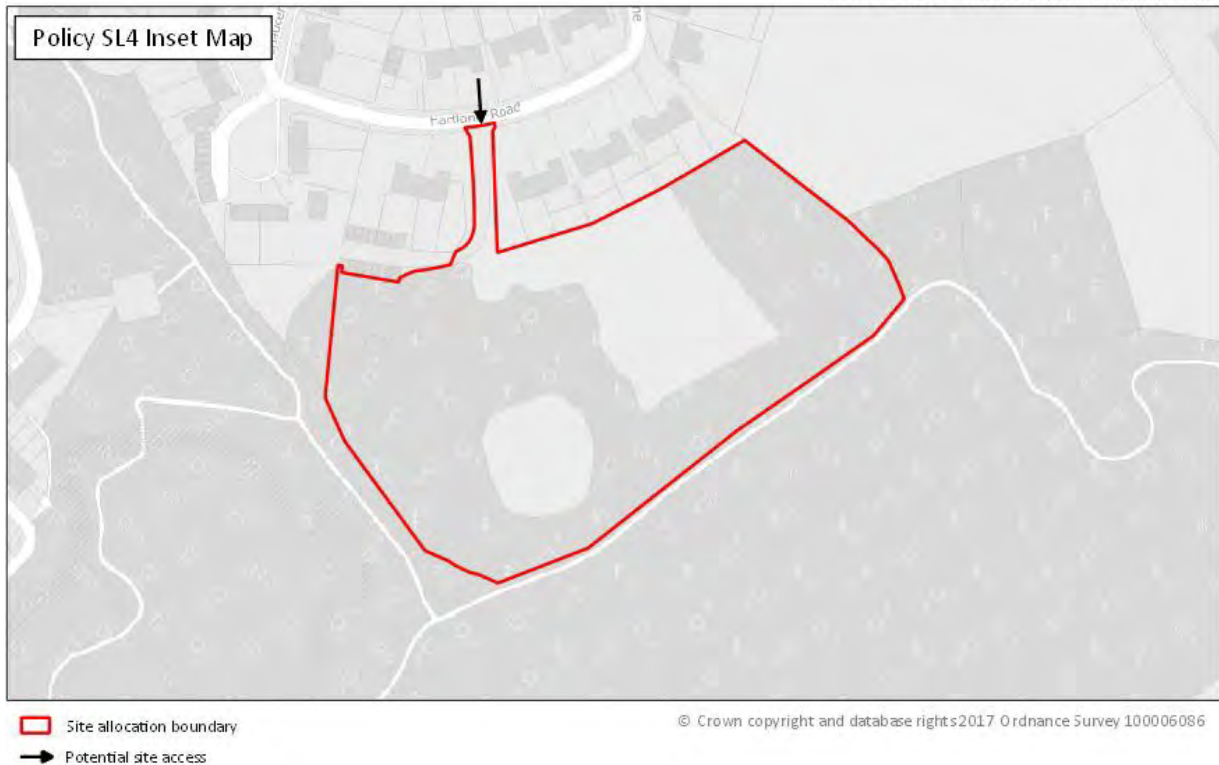 Policy SL4 Inset Map
Road
Site allocation boundary
© Crown copyright and database rights 2017 Ordnance Survey 100006086
Potential site access